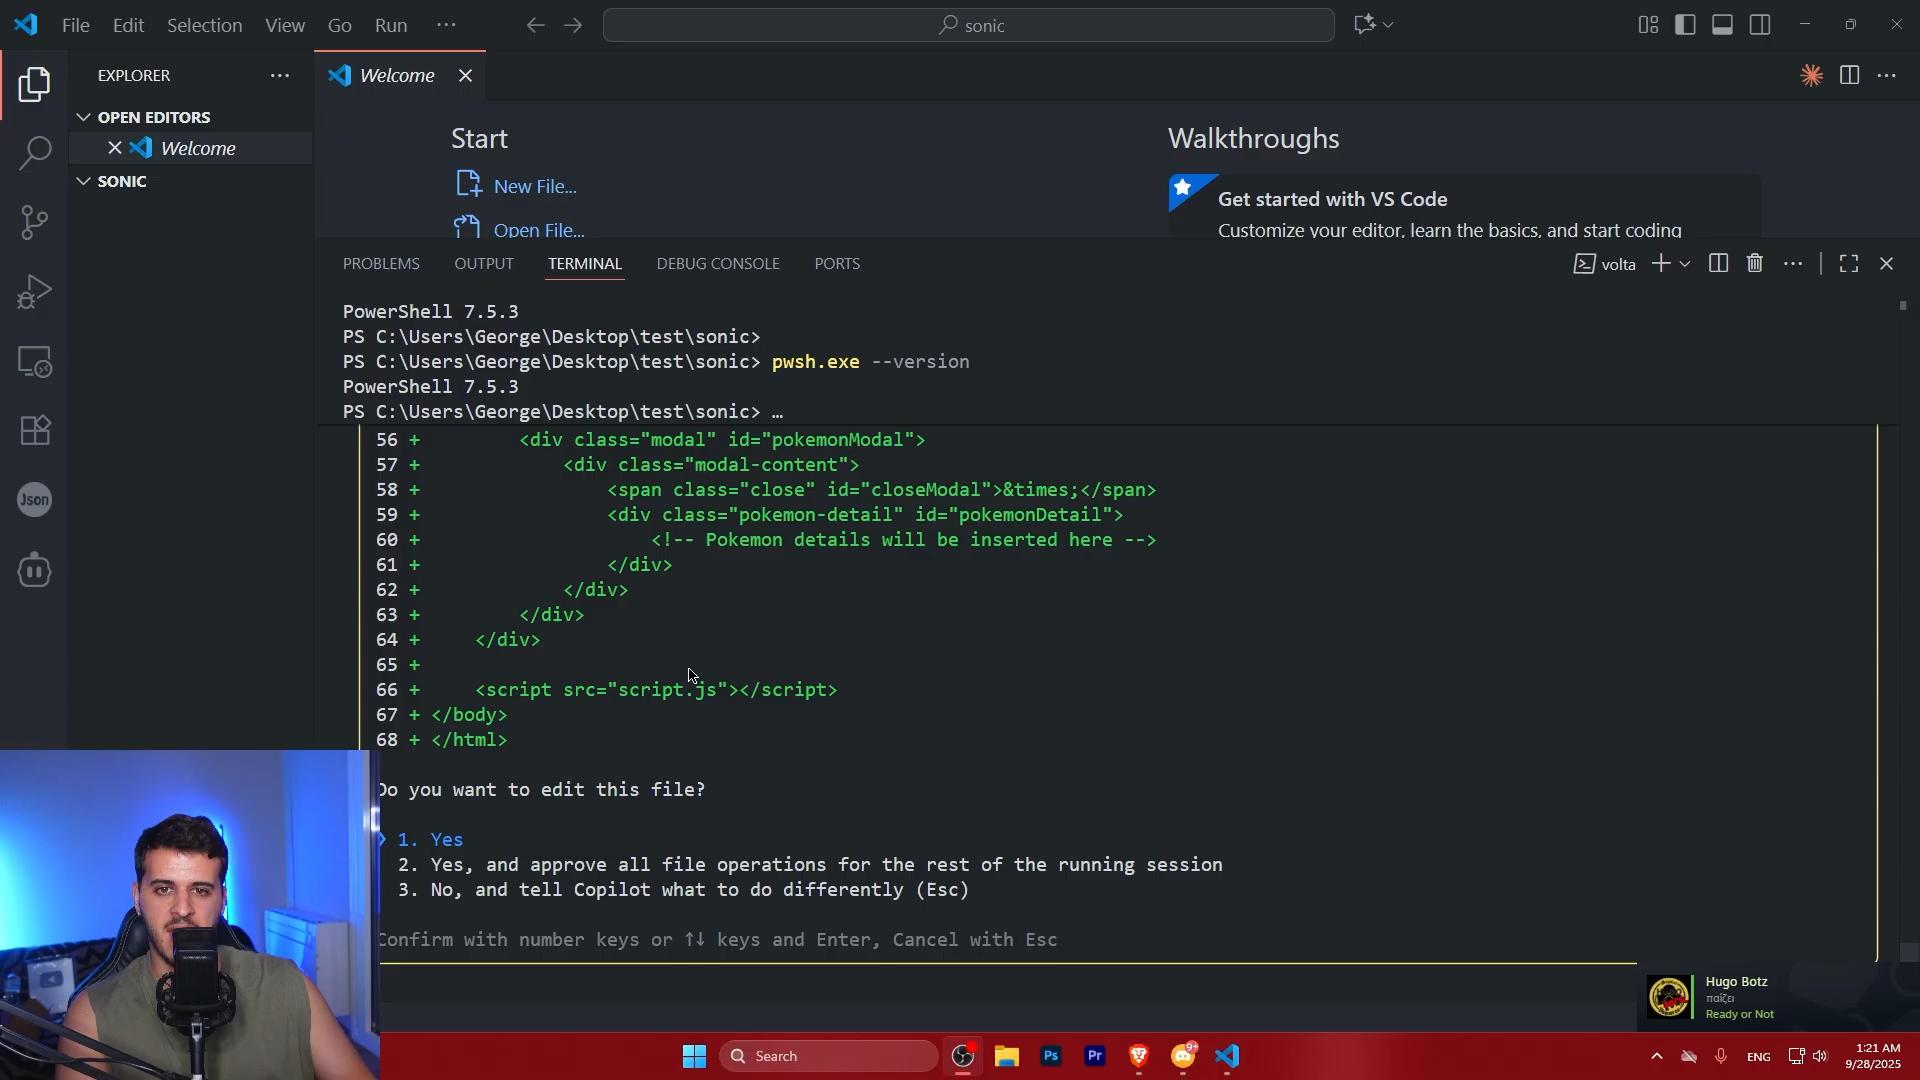 File Edit Selection View Go Run ···
sonic
EXPLORER
Welcome
OPEN EDITORS
Welcome
SONIC
Start
New File...
Open File...
Walkthroughs
Get started with VS Code
Customize your editor, learn the basics, and start coding
PROBLEMS OUTPUT TERMINAL DEBUG CONSOLE PORTS
volta
PowerShell 7.5.3
PS C:\Users\George\Desktop\test\sonic>
PS C:\Users\George\Desktop\test\sonic> pwsh.exe --version
PowerShell 7.5.3
PS C:\Users\George\Desktop\test\sonic> …
56 + <div class="modal" id="pokemonModal">
57 + <div class="modal-content">
58 + <span class="close" id="closeModal">&times;</span>
59 + <div class="pokemon-detail" id="pokemonDetail">
60 + <!-- Pokemon details will be inserted here -->
61 + </div>
62 + </div>
63 + </div>
64 + </div>
65 +
66 + <script src="script.js"></script>
67 + </body>
68 + </html>
Do you want to edit this file?
1. Yes
2. Yes, and approve all file operations for the rest of the running session
3. No, and tell Copilot what to do differently (Esc)
Confirm with number keys or ↑↓ keys and Enter, Cancel with Esc
Json
Hugo Botz
παίζει
Ready or Not
Search
Ps
Pr
9+
ENG
1:21 AM
9/28/2025